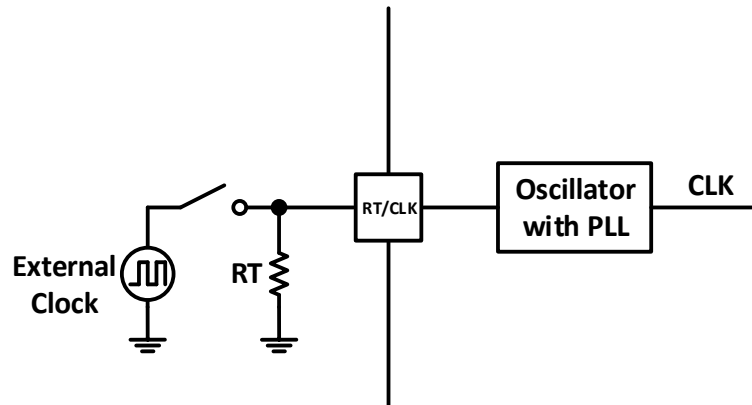 External
Clock
RT
RT/CLK
Oscillator
with PLL
CLK